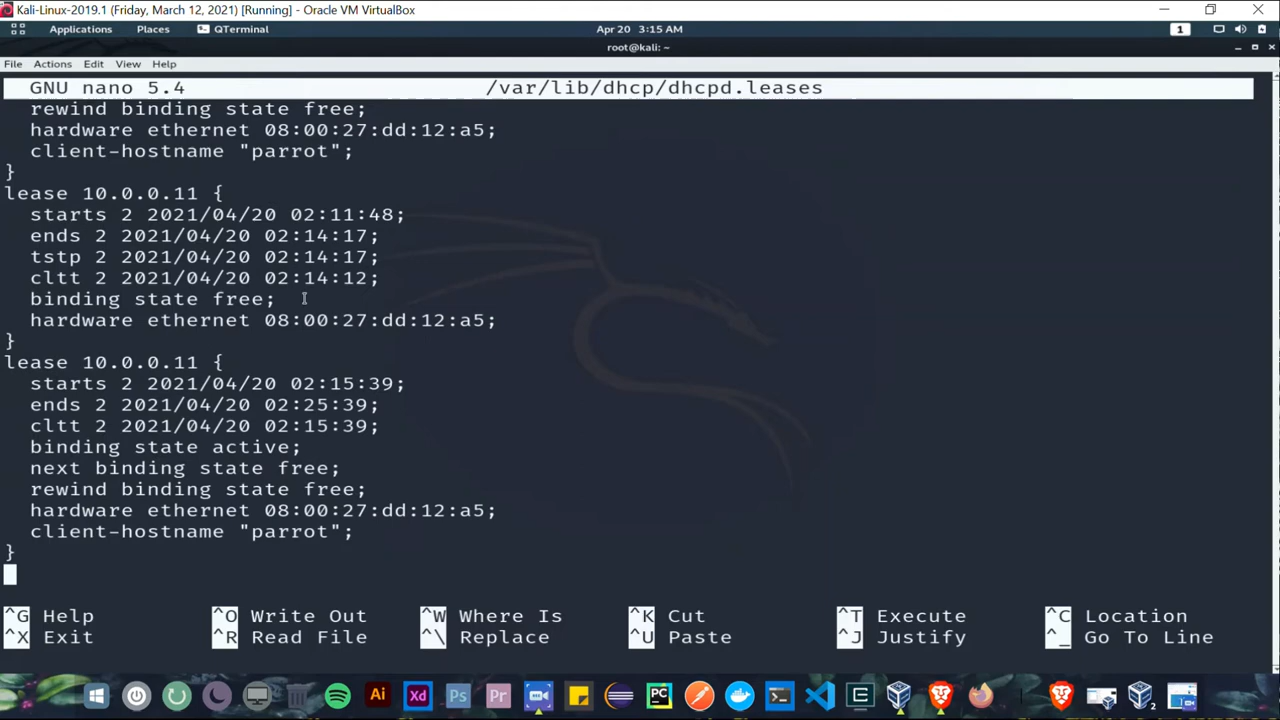 Kali-Linux-2019.1 (Friday, March 12, 2021) [Running] - Oracle VM VirtualBox
Applications Places QTerminal Apr 20 3:15 AM 1
root@kali: ~
File Actions Edit View Help
GNU nano 5.4 /var/lib/dhcp/dhcpd.leases
rewind binding state free;
hardware ethernet 08:00:27:dd:12:a5;
client-hostname "parrot";
}
lease 10.0.0.11 {
starts 2 2021/04/20 02:11:48;
ends 2 2021/04/20 02:14:17;
tstp 2 2021/04/20 02:14:17;
cltt 2 2021/04/20 02:14:12;
binding state free;
hardware ethernet 08:00:27:dd:12:a5;
}
lease 10.0.0.11 {
starts 2 2021/04/20 02:15:39;
ends 2 2021/04/20 02:25:39;
cltt 2 2021/04/20 02:15:39;
binding state active;
next binding state free;
rewind binding state free;
hardware ethernet 08:00:27:dd:12:a5;
client-hostname "parrot";
}
^G Help ^O Write Out ^W Where Is ^K Cut ^T Execute ^C Location
^X Exit ^R Read File ^\ Replace ^U Paste ^J Justify ^_ Go To Line
Ai Xd Ps Pr PC E 2